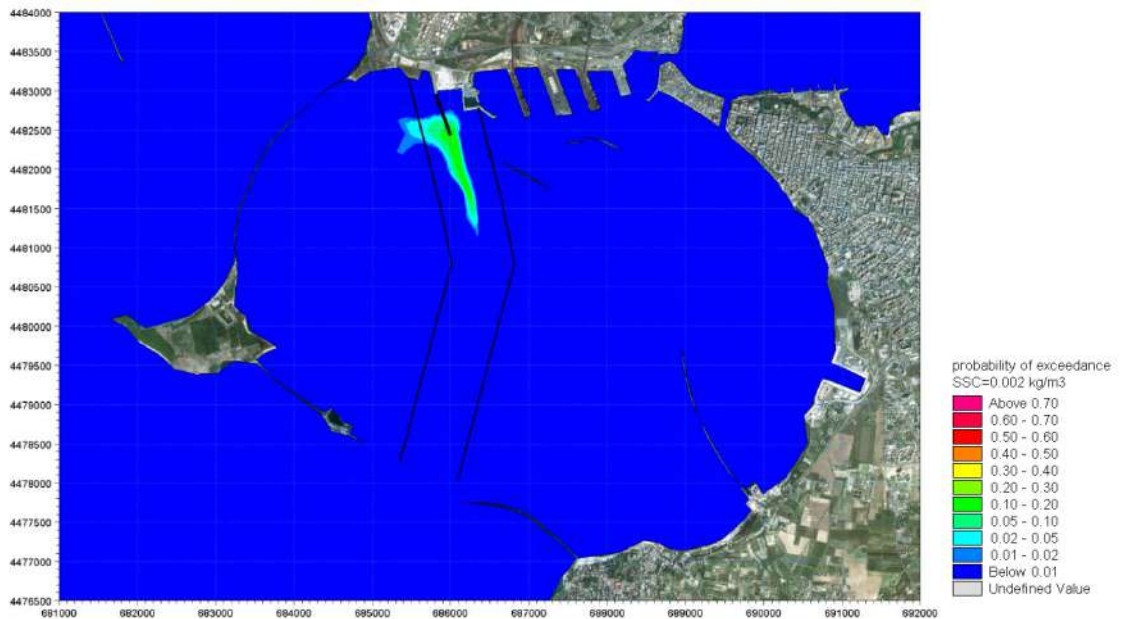 4484000
4483500
4483000
4482500
4482000
4481500
4481000
4480500
4480000
4479500
4479000
4478500
4478000
4477500
4477000
4476500
681000 682000 683000 684000 685000 686000 687000 688000 689000 690000 691000 692000
probability of exceedance
SSC=0.002 kg/m3
Above 0.70
0.60 - 0.70
0.50 - 0.60
0.40 - 0.50
0.30 - 0.40
0.20 - 0.30
0.10 - 0.20
0.05 - 0.10
0.02 - 0.05
0.01 - 0.02
Below 0.01
Undefined Value